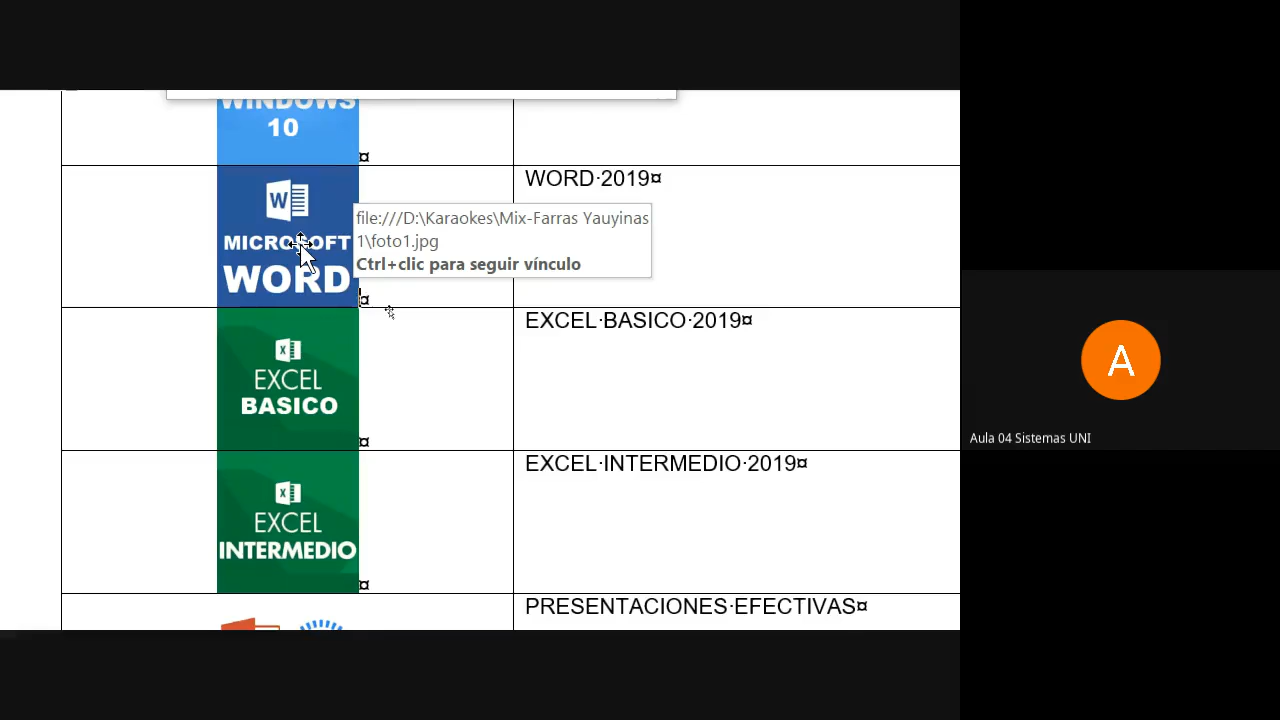 WINDOWS
10
¤
WORD·2019¤
W
MICROSOFT
WORD
¤
file:///D:\Karaokes\Mix-Farras Yauyinas
1\foto1.jpg
Ctrl+clic para seguir vínculo
EXCEL·BASICO·2019¤
X
EXCEL
BASICO
¤
EXCEL·INTERMEDIO·2019¤
X
EXCEL
INTERMEDIO
¤
PRESENTACIONES·EFECTIVAS¤
A
Aula 04 Sistemas UNI